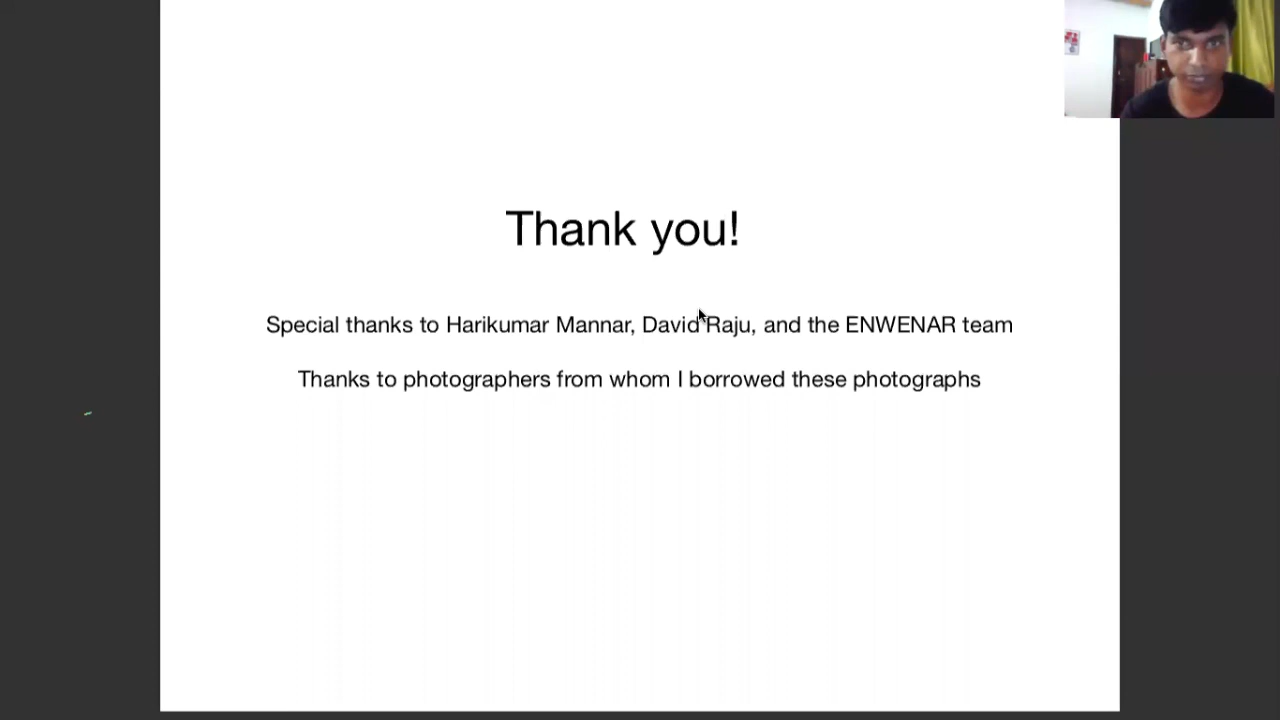 Thank you!
Special thanks to Harikumar Mannar, David Raju, and the ENWENAR team
Thanks to photographers from whom I borrowed these photographs